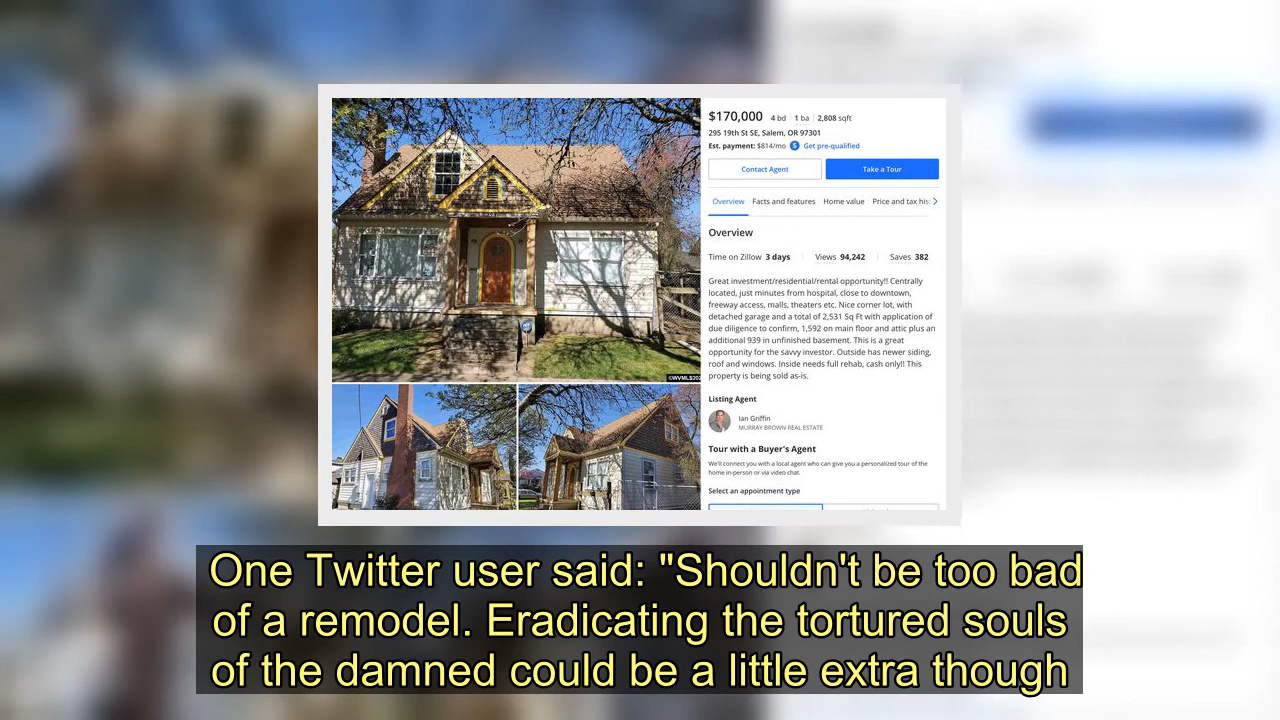 $170,000 4 bd 1 ba 2,808 sqft
295 19th St SE, Salem, OR 97301
Est. payment: $814/mo $ Get pre-qualified
Contact Agent Take a Tour
Overview Facts and features Home value Price and tax his
Overview
Time on Zillow 3 days Views 94,242 Saves 382
Great investment/residential/rental opportunity!! Centrally
located, just minutes from hospital, close to downtown,
freeway access, malls, theaters etc. Nice corner lot, with
detached garage and a total of 2,531 Sq Ft with application of
due diligence to confirm, 1,592 on main floor and attic plus an
additional 939 in unfinished basement. This is a great
opportunity for the savvy investor. Outside has newer siding,
roof and windows. Inside needs full rehab, cash only!! This
property is being sold as-is.
©WVMLS202
Listing Agent
Ian Griffin
MURRAY BROWN REAL ESTATE
Tour with a Buyer's Agent
We'll connect you with a local agent who can give you a personalized tour of the
home in-person or via video chat.
Select an appointment type
One Twitter user said: "Shouldn't be too bad
of a remodel. Eradicating the tortured souls
of the damned could be a little extra though